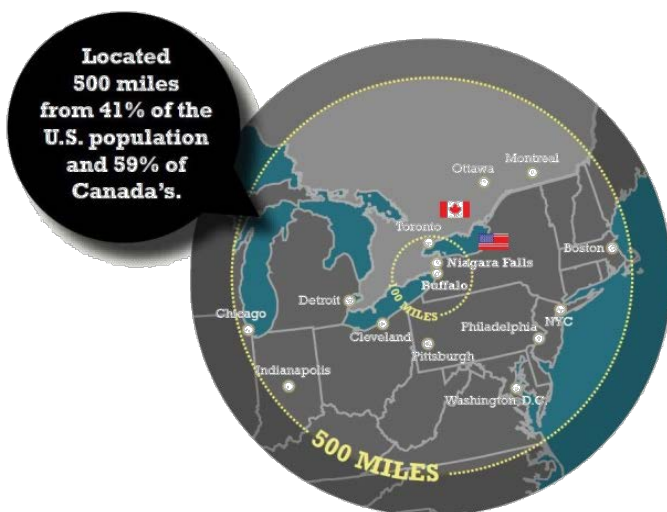 Located
500 miles
from 41% of the
U.S. population
and 59% of
Canada's.
Montreal
Ottawa
Toronto
Boston
Niagara Falls
Buffalo
00 MILES
Detroit
Chicago
NYC
Philadelphia
Cleveland
Pittsburgh
Indianapolis
Washington D.C
500 MILES